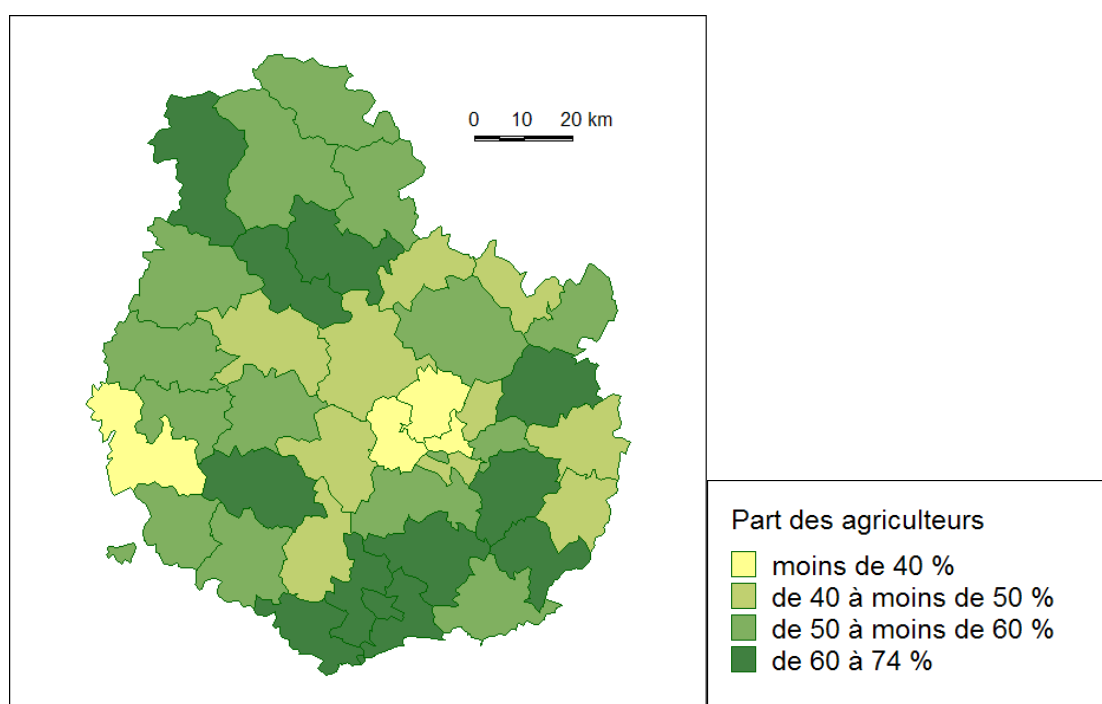 0 10 20 km
Part des agriculteurs
moins de 40 %
de 40 à moins de 50 %
de 50 à moins de 60 %
de 60 à 74 %